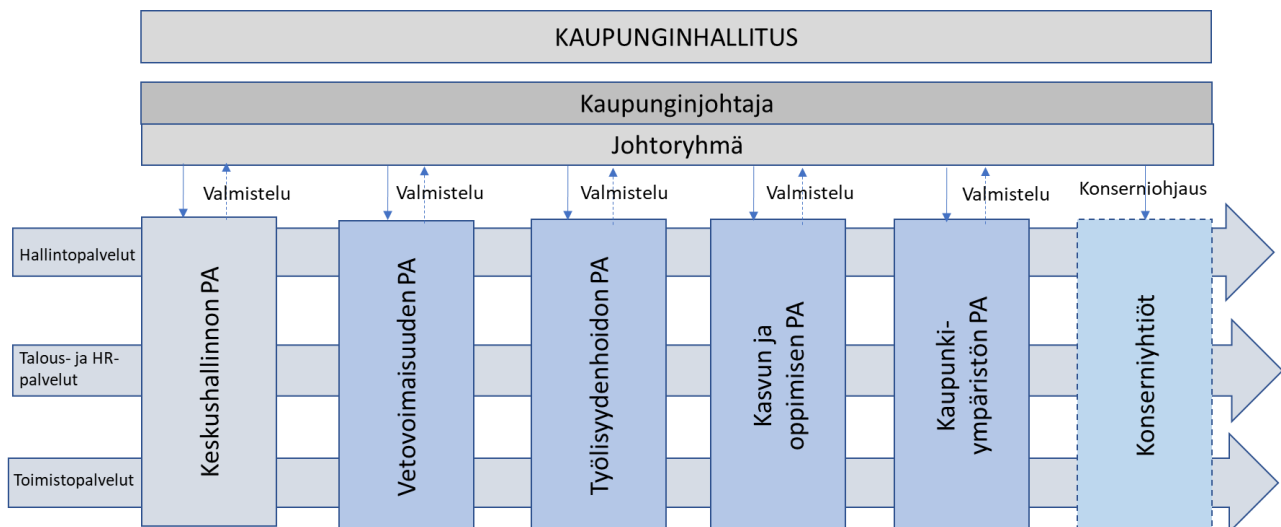 KAUPUNGINHALLITUS
Kaupunginjohtaja
Johtoryhmä
Valmistelu
Valmistelu
Valmistelu
Valmistelu
Valmistelu
Konserniohjaus
Hallintopalvelut
Talous- ja HR-
palvelut
Toimistopalvelut
Keskushallinnon PA
Vetovoimaisuuden PA
Työlisyydenhoidon PA
Kasvun ja
oppimisen PA
Kaupunki-
ympäristön PA
Konserniyhtiöt